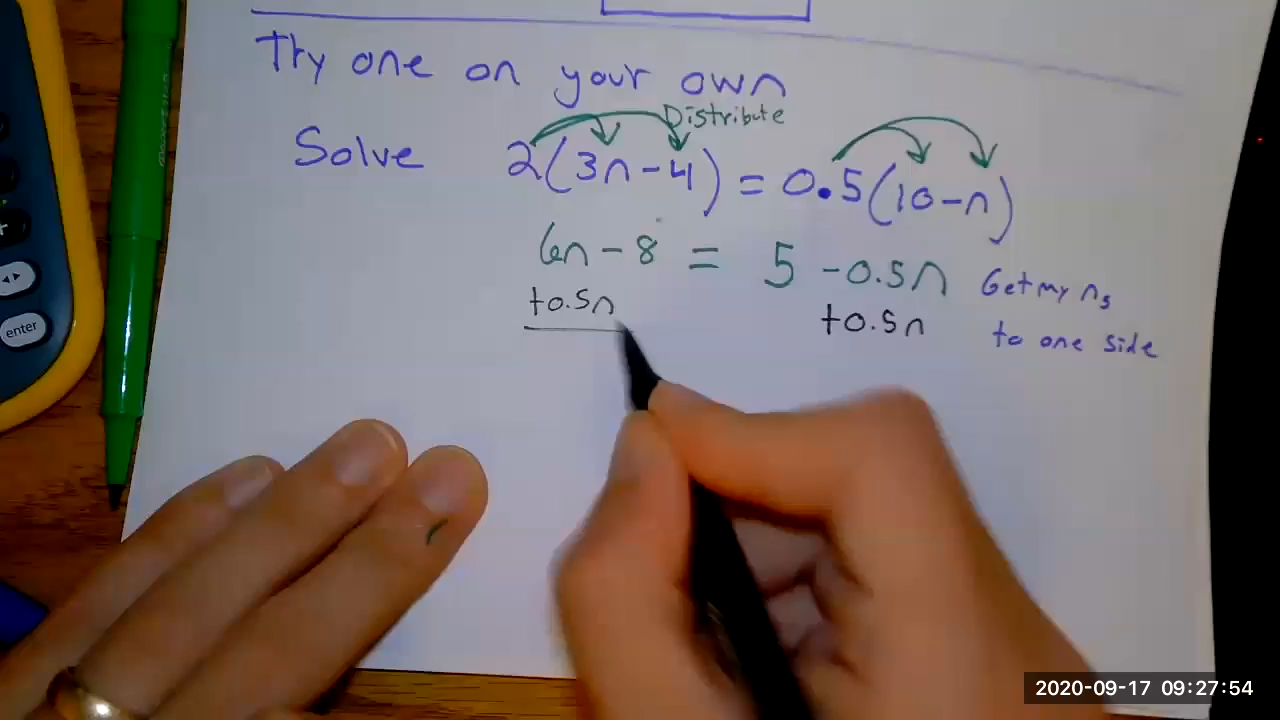 Try one on your own
Distribute
Solve 2(3n-4) = 0.5(10-n)
6n-8 = 5 -0.5n Get my ns
+0.5n +0.5n to one side
enter
2020-09-17 09:27:54